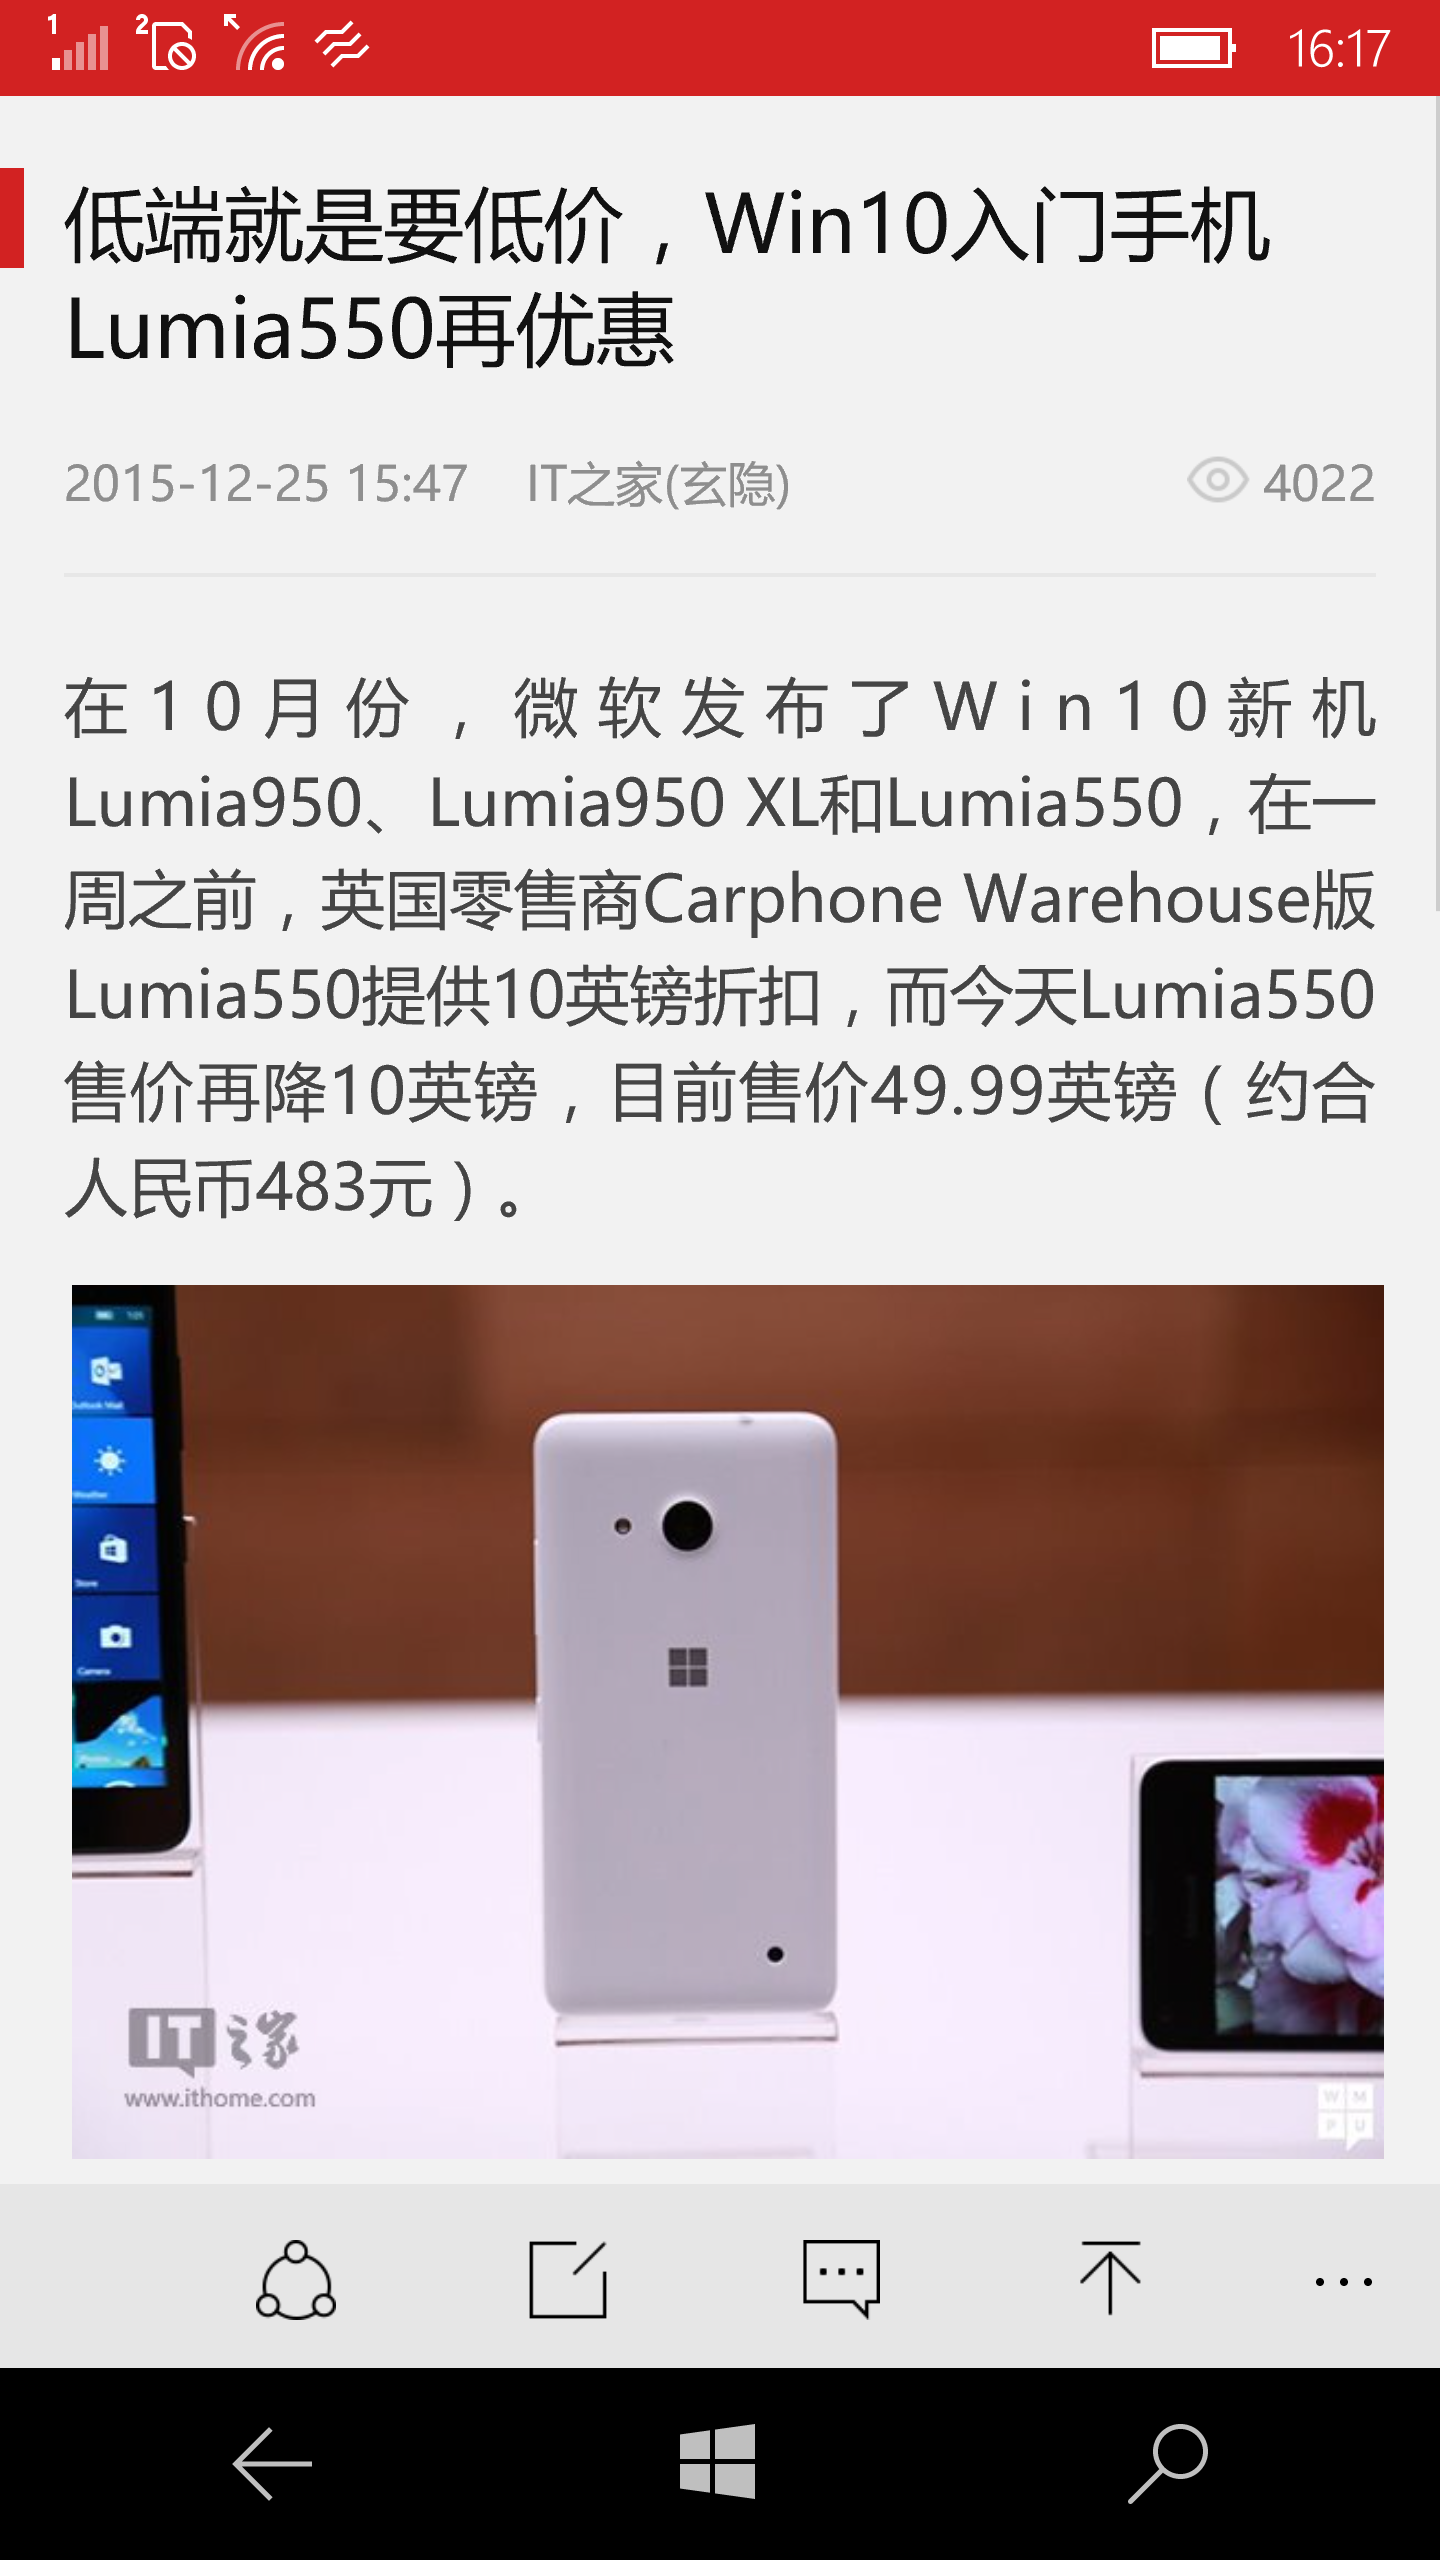 1
2
16:17
低端就是要低价，Win10入门手机
Lumia550再优惠
2015-12-25 15:47 IT之家(玄隐) 4022
在10月份，微软发布了Win10新机
Lumia950、Lumia950 XL和Lumia550，在一
周之前，英国零售商Carphone Warehouse版
Lumia550提供10英镑折扣，而今天Lumia550
售价再降10英镑，目前售价49.99英镑（约合
人民币483元）。
Outlook Mail
Weather
Store
Camera
Photos
IT之家
www.ithome.com
W M
P U